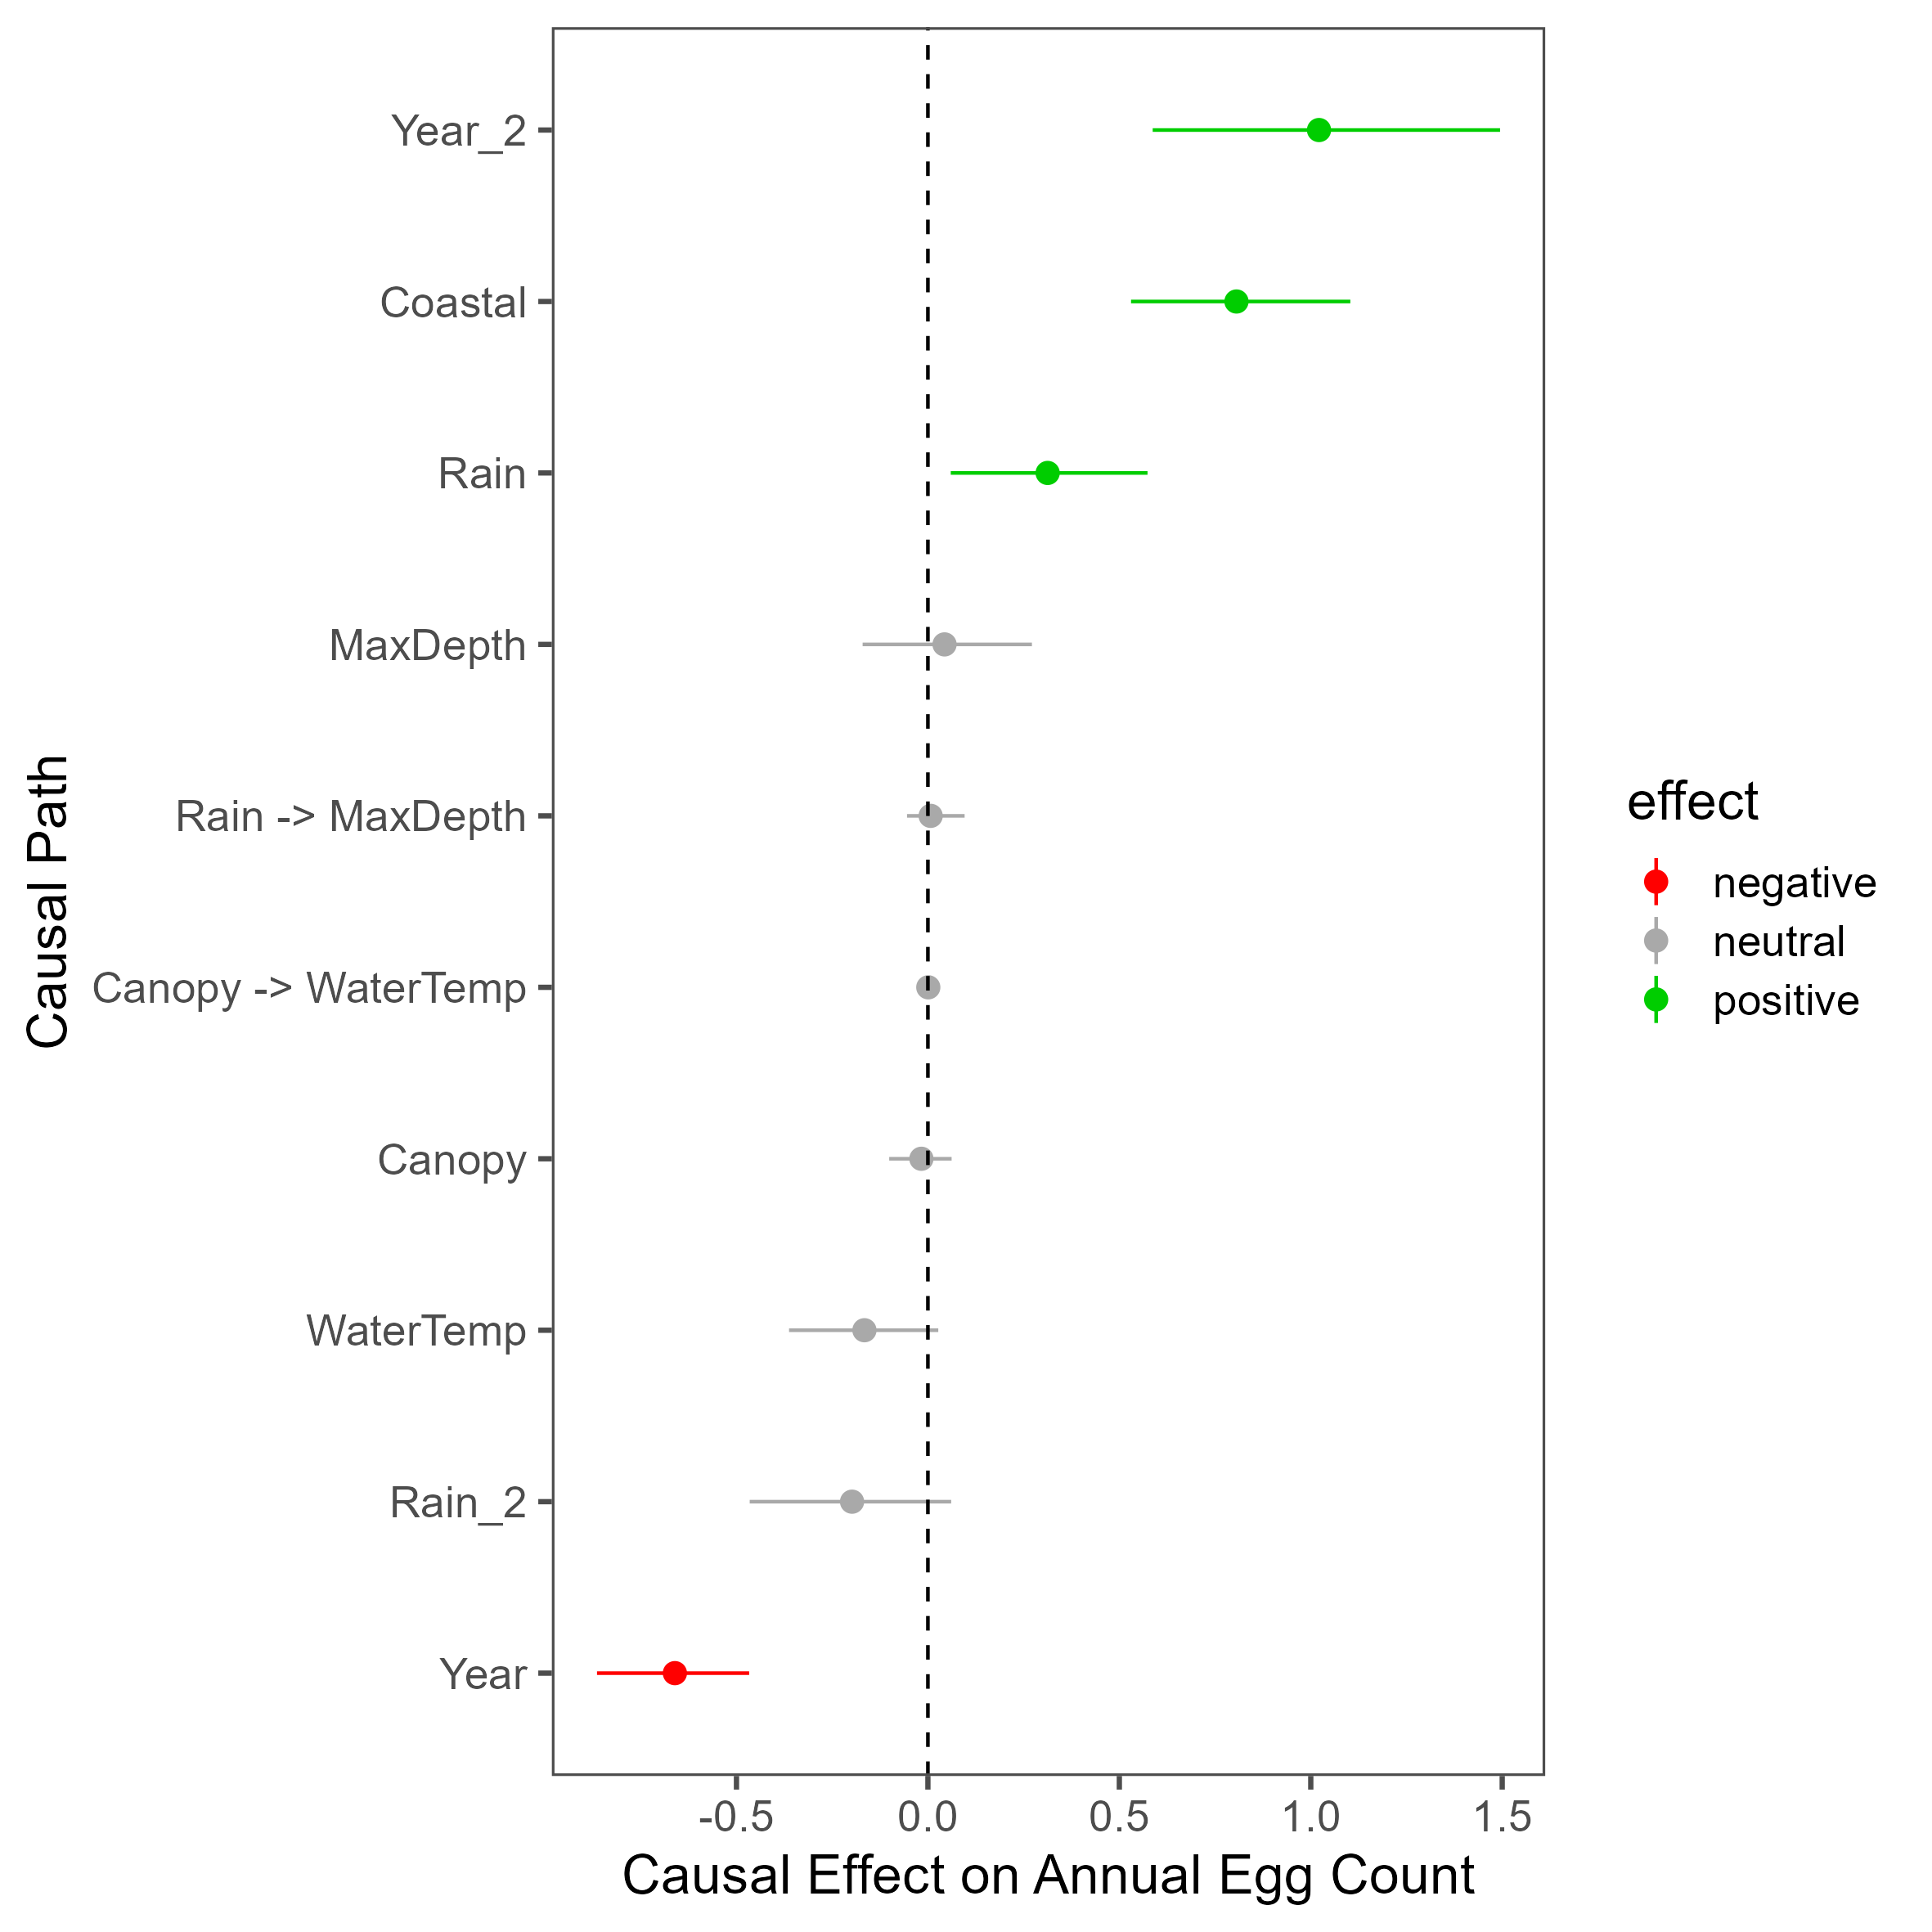 Causal Path
Year_2
Coastal
Rain
MaxDepth
Rain -> MaxDepth
Canopy -> WaterTemp
Canopy
WaterTemp
Rain_2
Year
-0.5 0.0 0.5 1.0 1.5
Causal Effect on Annual Egg Count
effect
negative
neutral
positive